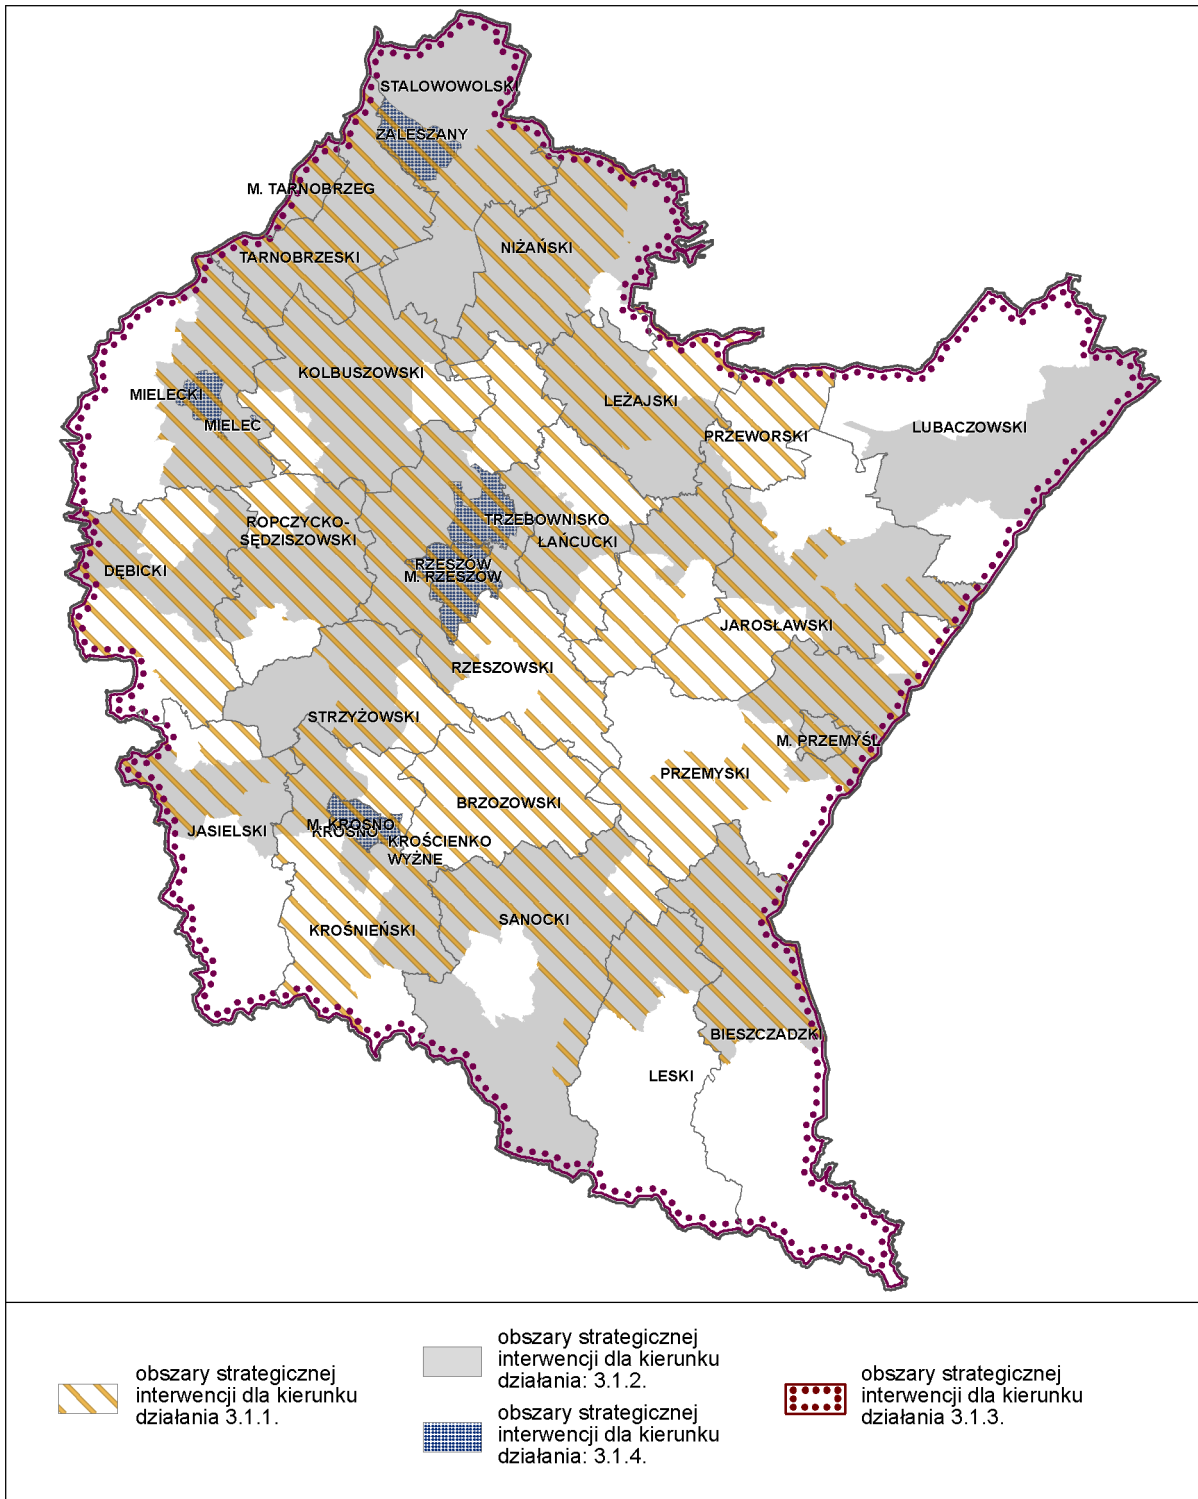 STALOWOWOLSKI
ZALESZANY
M. TARNOBRZEG
NIŻAŃSKI
TARNOBRZESKI
KOLBUSZOWSKI
MIELECKI
LEŻAJSKI
MIELEC
LUBACZOWSKI
PRZEWORSKI
ROPCZYCKO-
SĘDZISZOWSKI
TRZEBOWNISKO
ŁAŃCUCKI
DĘBICKI
RZESZÓW
M. RZESZÓW
JAROSŁAWSKI
RZESZOWSKI
STRZYŻOWSKI
M. PRZEMYŚL
PRZEMYSKI
BRZOZOWSKI
JASIELSKI
M. KROSNO
KROSNO
KROŚCIENKO
WYŻNE
SANOCKI
KROŚNIEŃSKI
BIESZCZADZKI
LESKI
obszary strategicznej
interwencji dla kierunku
działania 3.1.1.
obszary strategicznej
interwencji dla kierunku
działania: 3.1.2.
obszary strategicznej
interwencji dla kierunku
działania: 3.1.4.
obszary strategicznej
interwencji dla kierunku
działania 3.1.3.